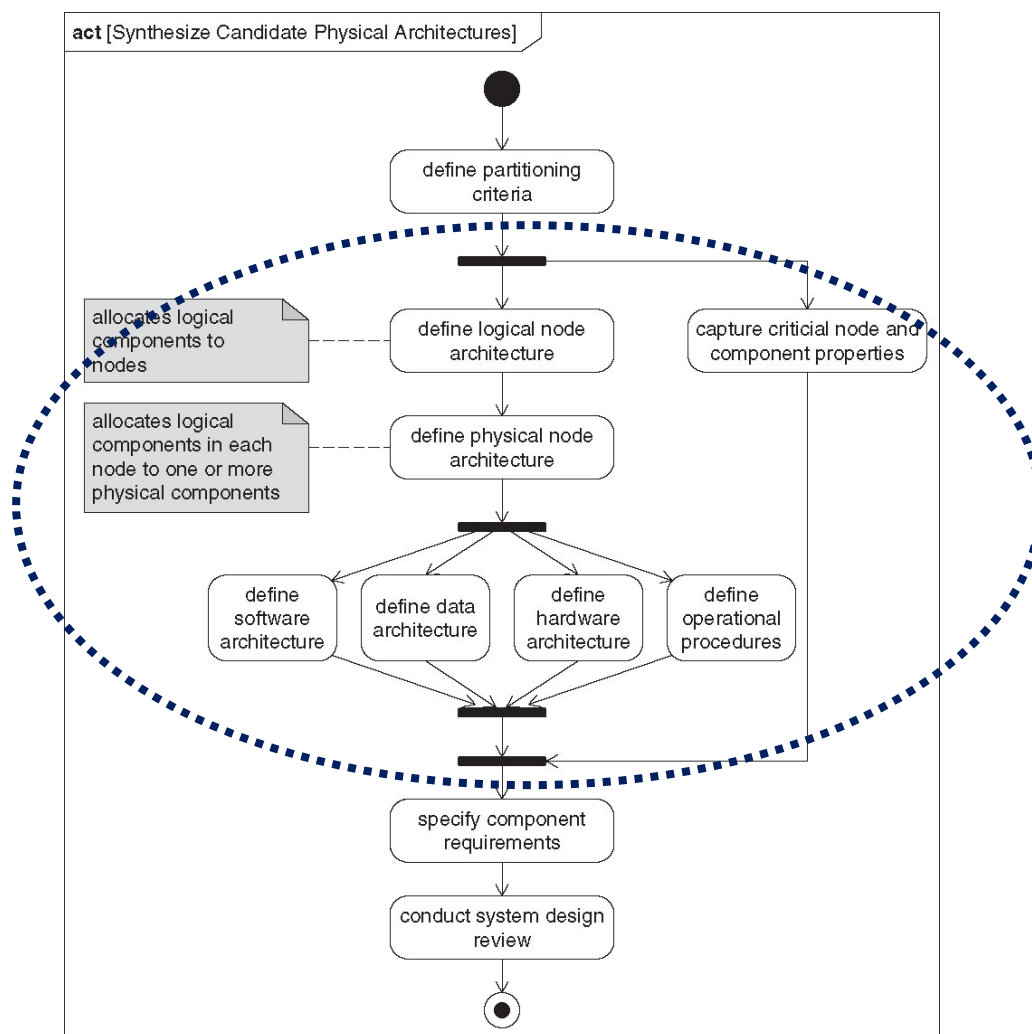 act [Synthesize Candidate Physical Architectures]
define partitioning
criteria
allocates logical
components to
nodes
define logical node
architecture
capture criticial node and
component properties
allocates logical
components in each
node to one or more
physical components
define physical node
architecture
define
software
architecture
define data
architecture
define
hardware
architecture
define
operational
procedures
specify component
requirements
conduct system design
review